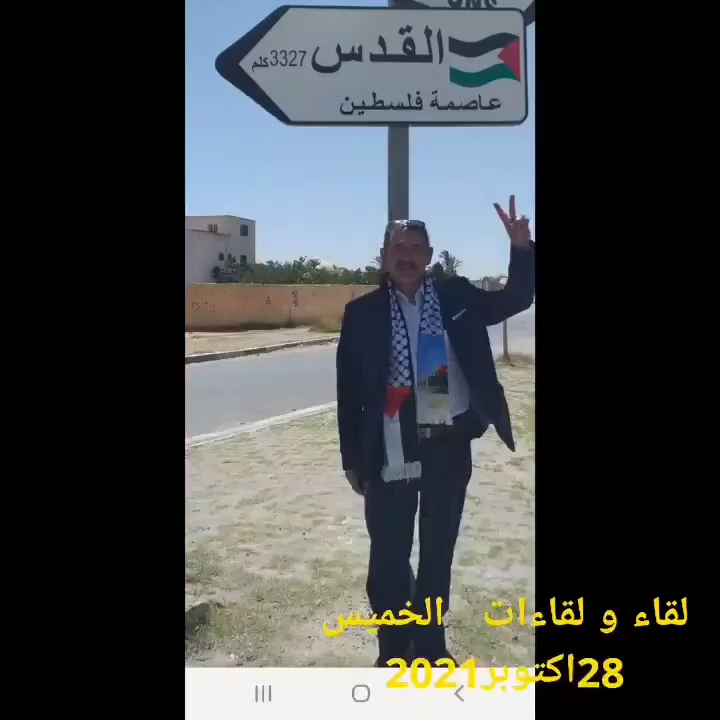 القدس 3327كلم
عاصمة فلسطين
لقاء و لقاءات الخميس
28اكتوبر2021